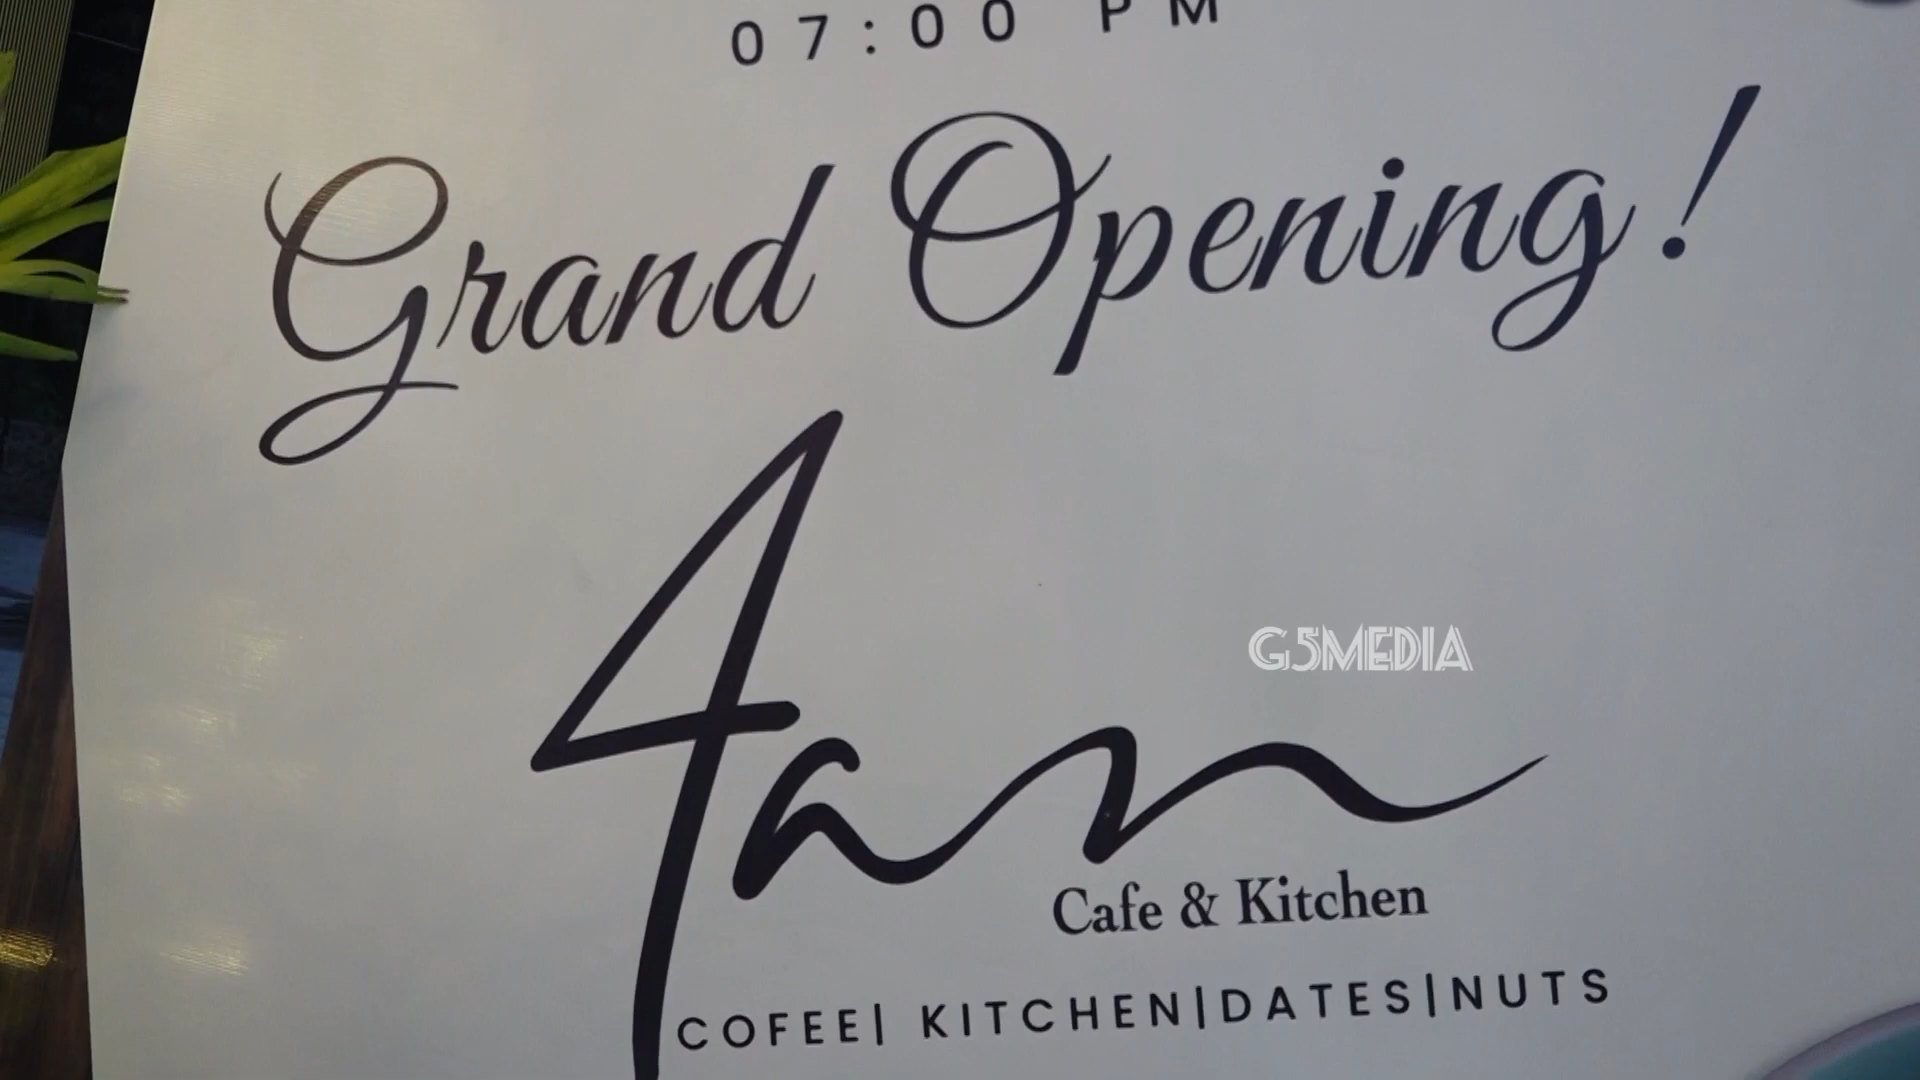 07:00 PM
Grand Opening!
4am
G5MEDIA
Cafe & Kitchen
COFEE| KITCHEN|DATES|NUTS